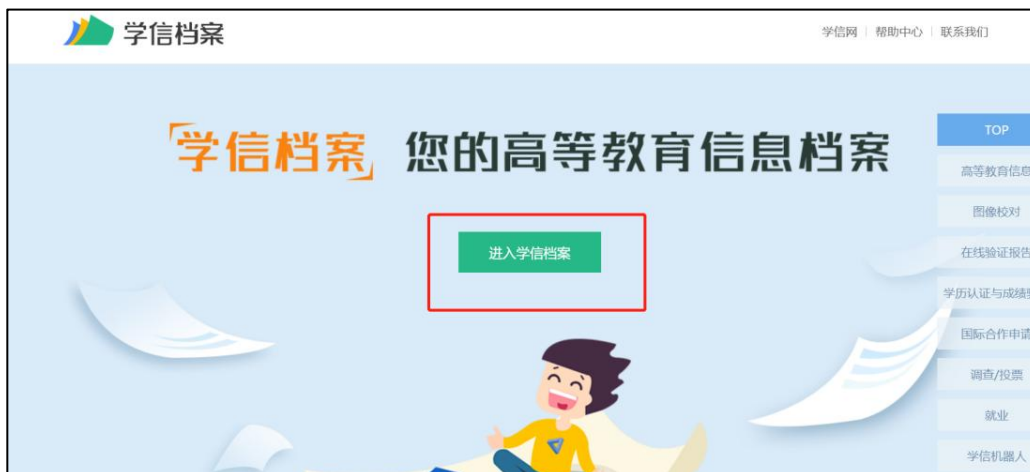 学信档案
学信网 帮助中心 联系我们
学信档案 您的高等教育信息档案
进入学信档案
TOP
高等教育信息
图像校对
在线验证报告
学历认证与成绩
国际合作申请
调查/投票
就业
学信机器人